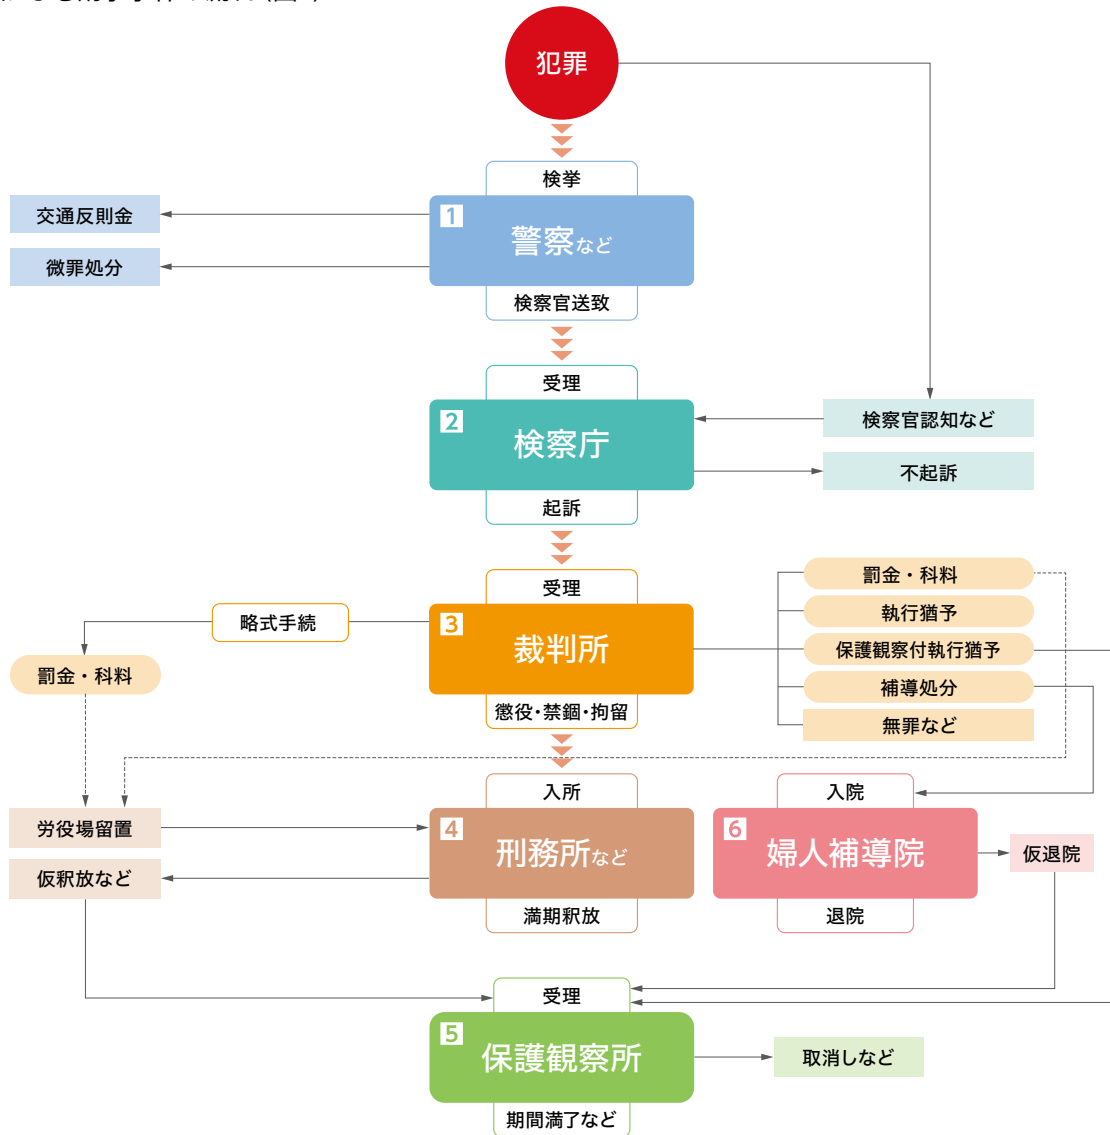 犯罪
検挙
1
警察など
検察官送致
交通反則金
微罪処分
受理
2
検察庁
起訴
検察官認知など
不起訴
受理
3
裁判所
懲役・禁錮・拘留
略式手続
罰金・科料
罰金・科料
執行猶予
保護観察付執行猶予
補導処分
無罪など
入所
4
刑務所など
満期釈放
労役場留置
仮釈放など
入院
6
婦人補導院
退院
仮退院
受理
5
保護観察所
期間満了など
取消しなど